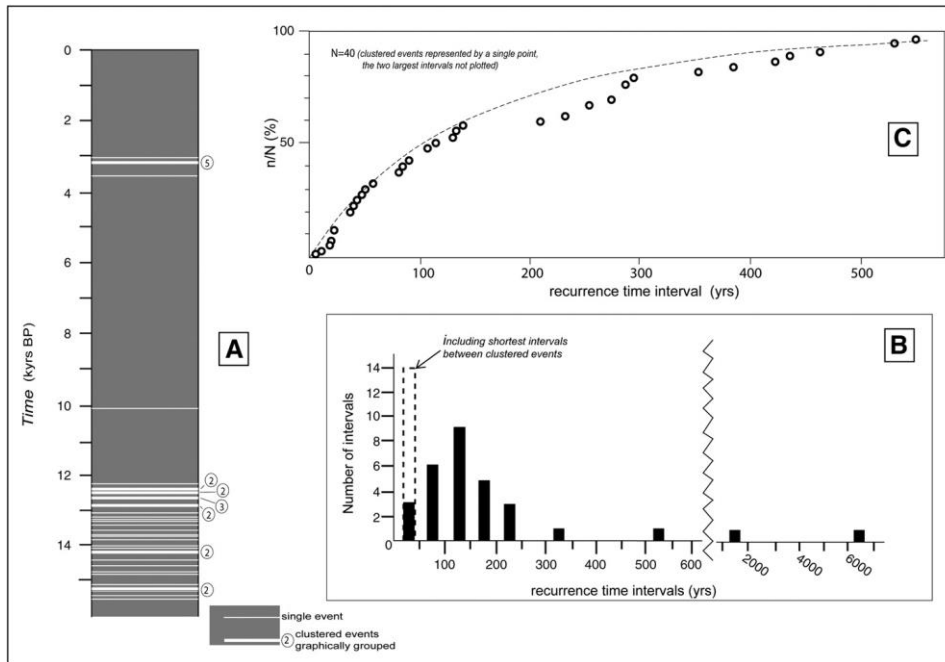 0
2
4
6
8
10
12
14
Time (kyrs BP)
A
5
2
2
3
2
2
2
single event
2 clustered events
graphically grouped
100
50
0
n/N (%)
N=40 (clustered events represented by a single point,
the two largest intervals not plotted)
C
0
100
200
300
400
500
recurrence time interval (yrs)
B
including shortest intervals
between clustered events
14
12
10
8
6
4
2
0
Number of intervals
100
200
300
400
500
600
2000
4000
6000
recurrence time intervals (yrs)